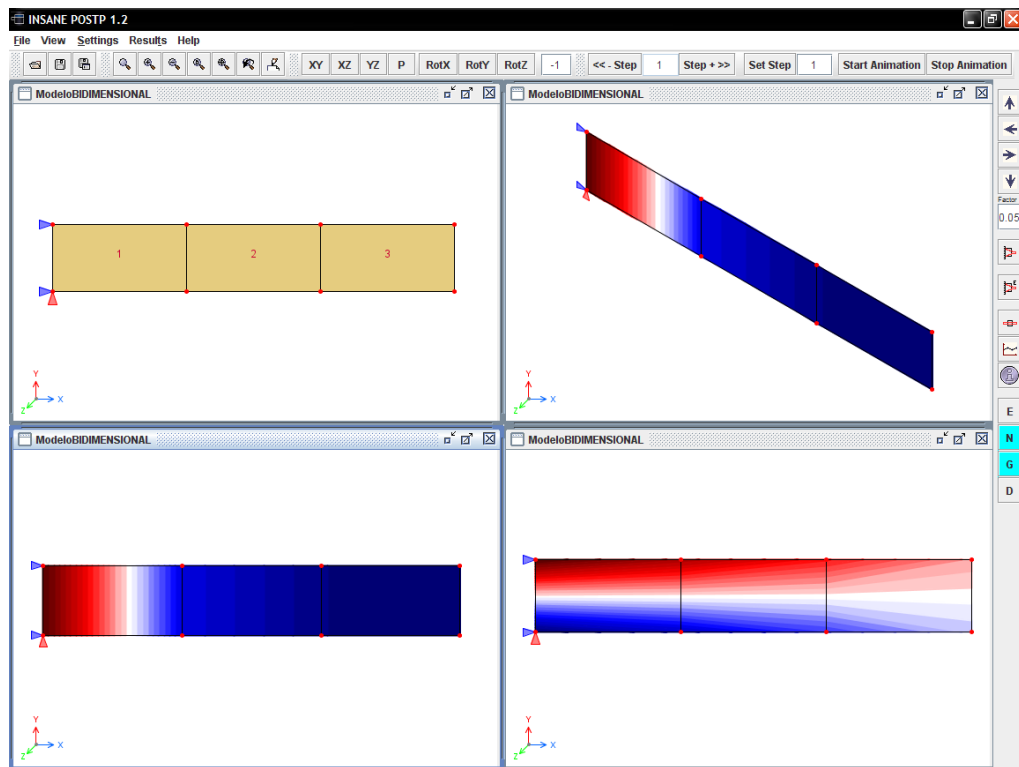 INSANE POSTP 1.2
File View Settings Results Help
XY XZ YZ P RotX RotY RotZ -1 << - Step 1 Step + >> Set Step 1 Start Animation Stop Animation
ModeloBIDIMENSIONAL
1 2 3
Y
X
Z
ModeloBIDIMENSIONAL
Y
X
Z
Factor
0.05
E
E
N
G
D
ModeloBIDIMENSIONAL
Y
X
Z
ModeloBIDIMENSIONAL
Y
X
Z